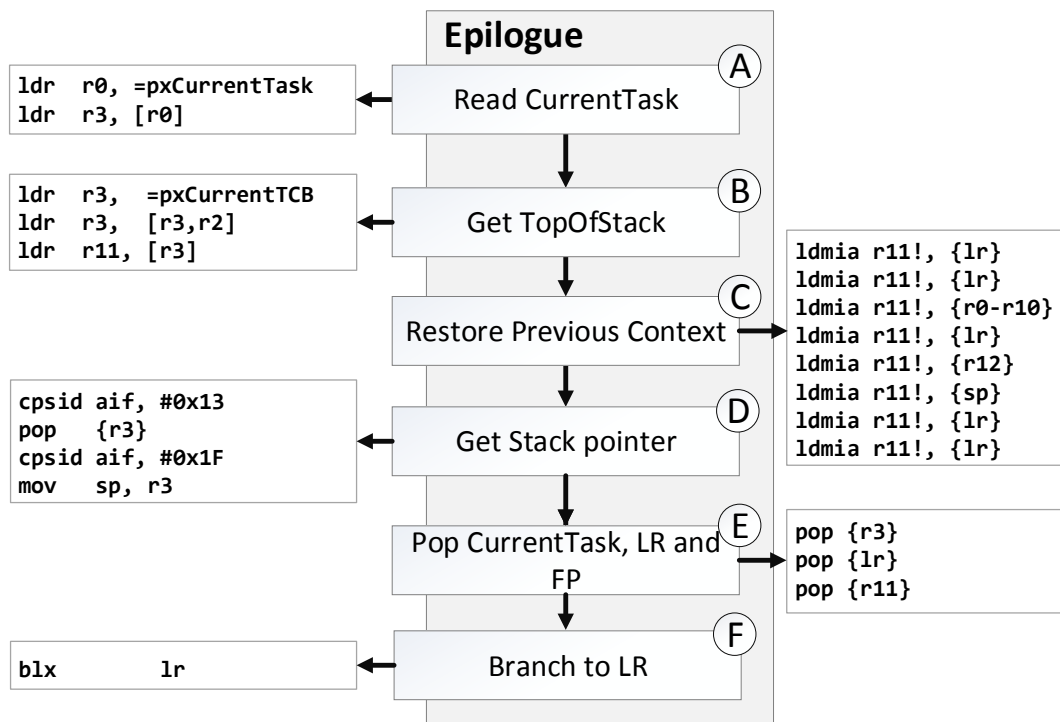 Epilogue
A
Read CurrentTask
ldr r0, =pxCurrentTask
ldr r3, [r0]
B
Get TopOfStack
ldr r3, =pxCurrentTCB
ldr r3, [r3,r2]
ldr r11, [r3]
C
Restore Previous Context
ldmia r11!, {lr}
ldmia r11!, {lr}
ldmia r11!, {r0-r10}
ldmia r11!, {lr}
ldmia r11!, {r12}
ldmia r11!, {sp}
ldmia r11!, {lr}
ldmia r11!, {lr}
D
Get Stack pointer
cpsid aif, #0x13
pop {r3}
cpsid aif, #0x1F
mov sp, r3
E
Pop CurrentTask, LR and
FP
pop {r3}
pop {lr}
pop {r11}
F
Branch to LR
blx lr